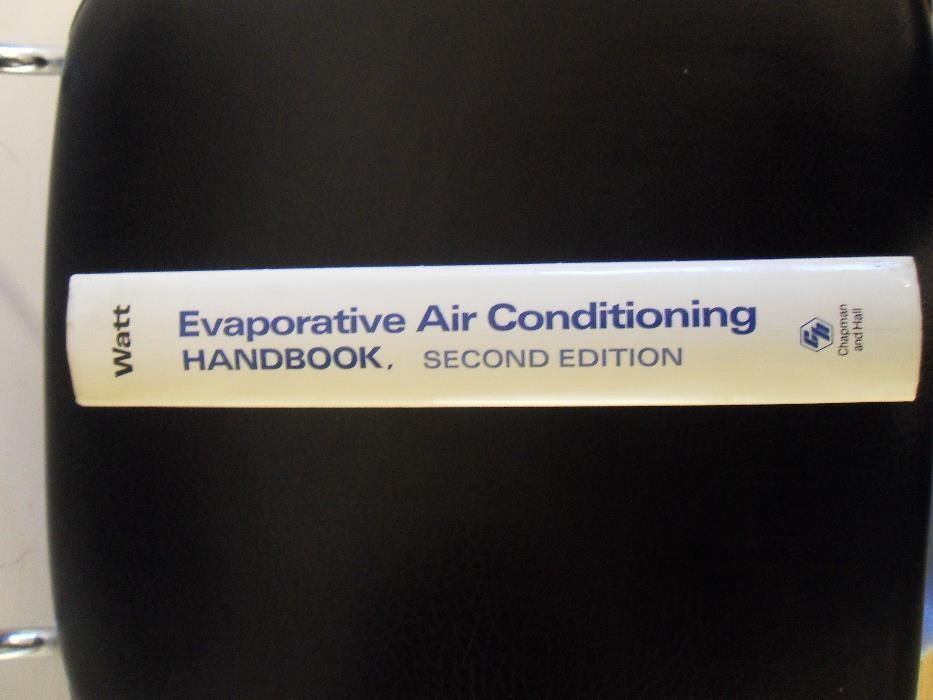 Watt
Evaporative Air Conditioning
HANDBOOK, SECOND EDITION
Chapman
and Hall